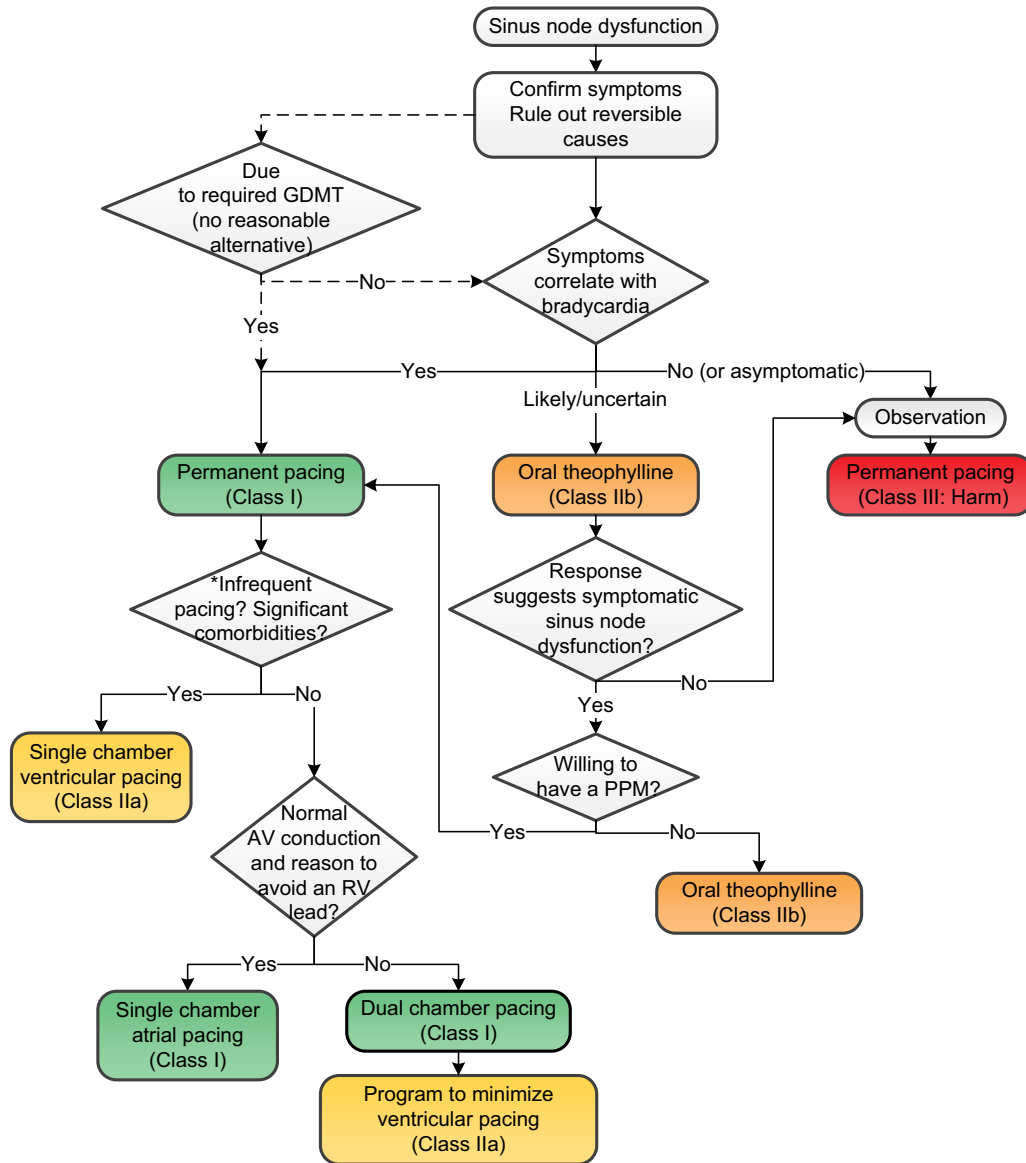 Sinus node dysfunction
Confirm symptoms
Rule out reversible
causes
Due
to required GDMT
(no reasonable
alternative)
Symptoms
correlate with
bradycardia
No
Yes
Yes
No (or asymptomatic)
Likely/uncertain
Observation
Permanent pacing
(Class I)
Oral theophylline
(Class IIb)
Permanent pacing
(Class III: Harm)
*Infrequent
pacing? Significant
comorbidities?
Response
suggests symptomatic
sinus node
dysfunction?
Yes
No
No
Yes
Single chamber
ventricular pacing
(Class IIa)
Willing to
have a PPM?
Normal
AV conduction
and reason to
avoid an RV
lead?
Yes
No
Oral theophylline
(Class IIb)
Yes
No
Single chamber
atrial pacing
(Class I)
Dual chamber pacing
(Class I)
Program to minimize
ventricular pacing
(Class IIa)